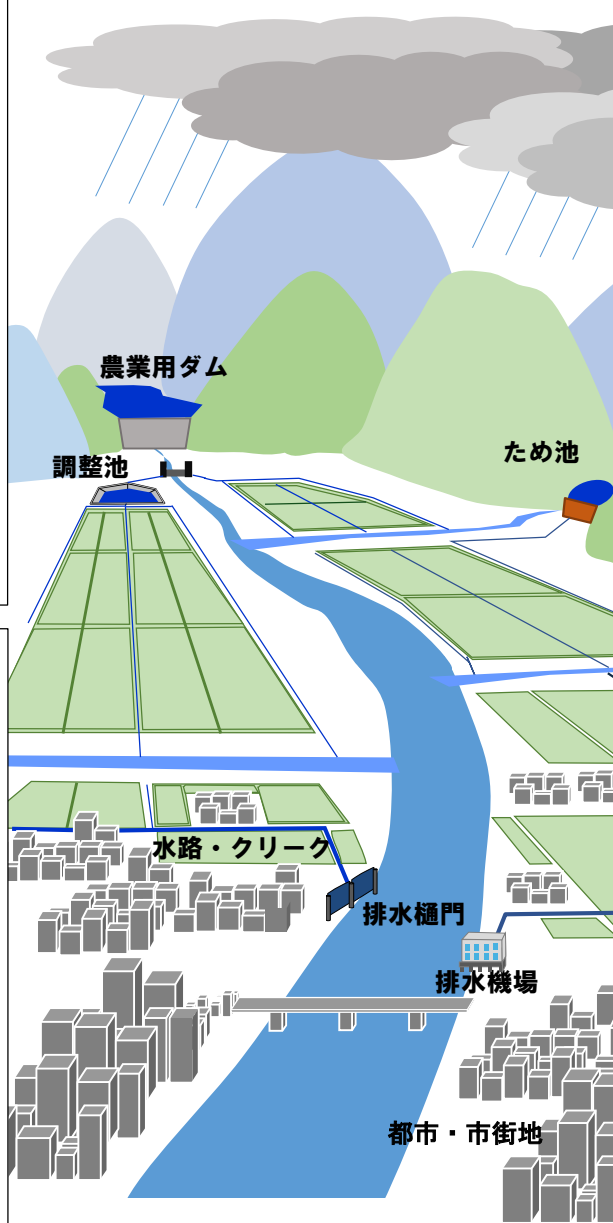 農業用ダム
調整池
ため池
水路・クリーク
排水樋門
排水機場
都市・市街地